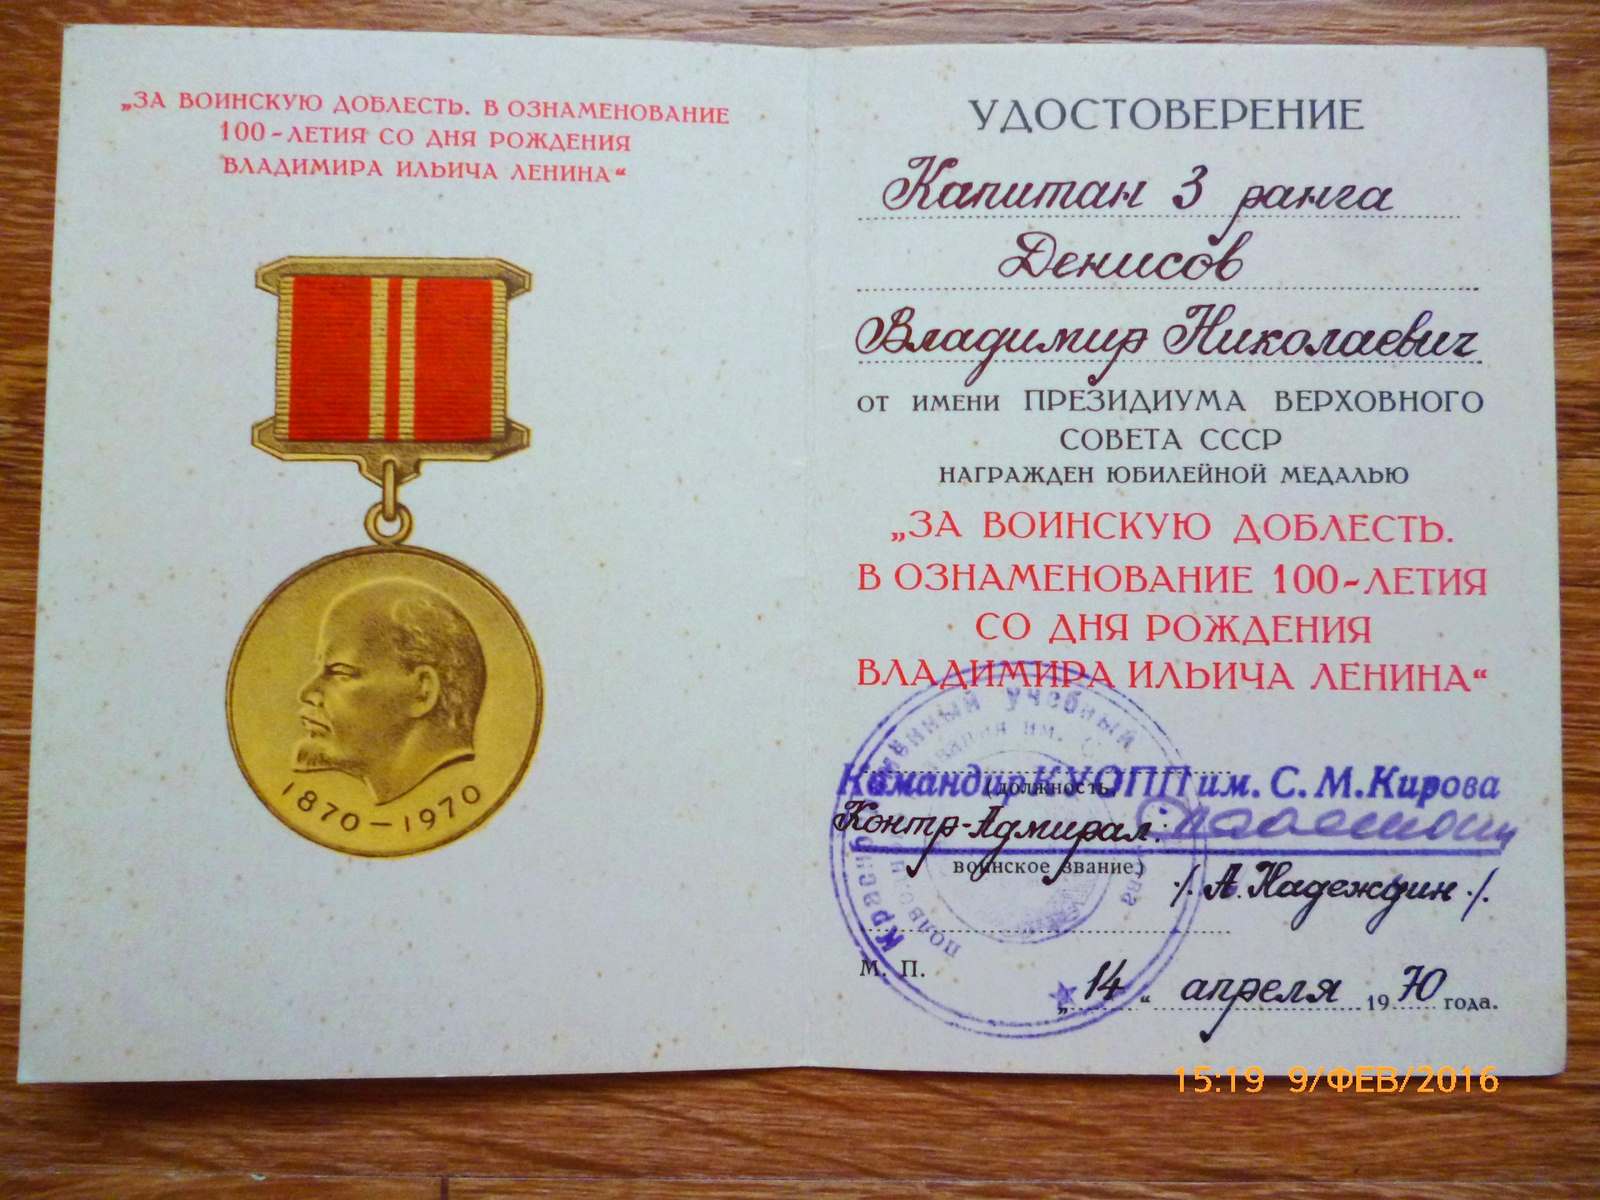 „ЗА ВОИНСКУЮ ДОБЛЕСТЬ. В ОЗНАМЕНОВАНИЕ
100-ЛЕТИЯ СО ДНЯ РОЖДЕНИЯ
ВЛАДИМИРА ИЛЬИЧА ЛЕНИНА“
1870-1970
УДОСТОВЕРЕНИЕ
Капитан 3 ранга
Денисов
Владимир Николаевич
ОТ ИМЕНИ ПРЕЗИДИУМА ВЕРХОВНОГО
СОВЕТА СССР
НАГРАЖДЕН ЮБИЛЕЙНОЙ МЕДАЛЬЮ
„ЗА ВОИНСКУЮ ДОБЛЕСТЬ.
В ОЗНАМЕНОВАНИЕ 100-ЛЕТИЯ
СО ДНЯ РОЖДЕНИЯ
ВЛАДИМИРА ИЛЬИЧА ЛЕНИНА“
Командир КУОПП им. С. М. Кирова
(должность,
Контр-Адмирал:
воинское звание)
/. А. Надеждин ./.
М. П.
„14“ апреля 1970 года.
15:19 9/ФЕВ/2016